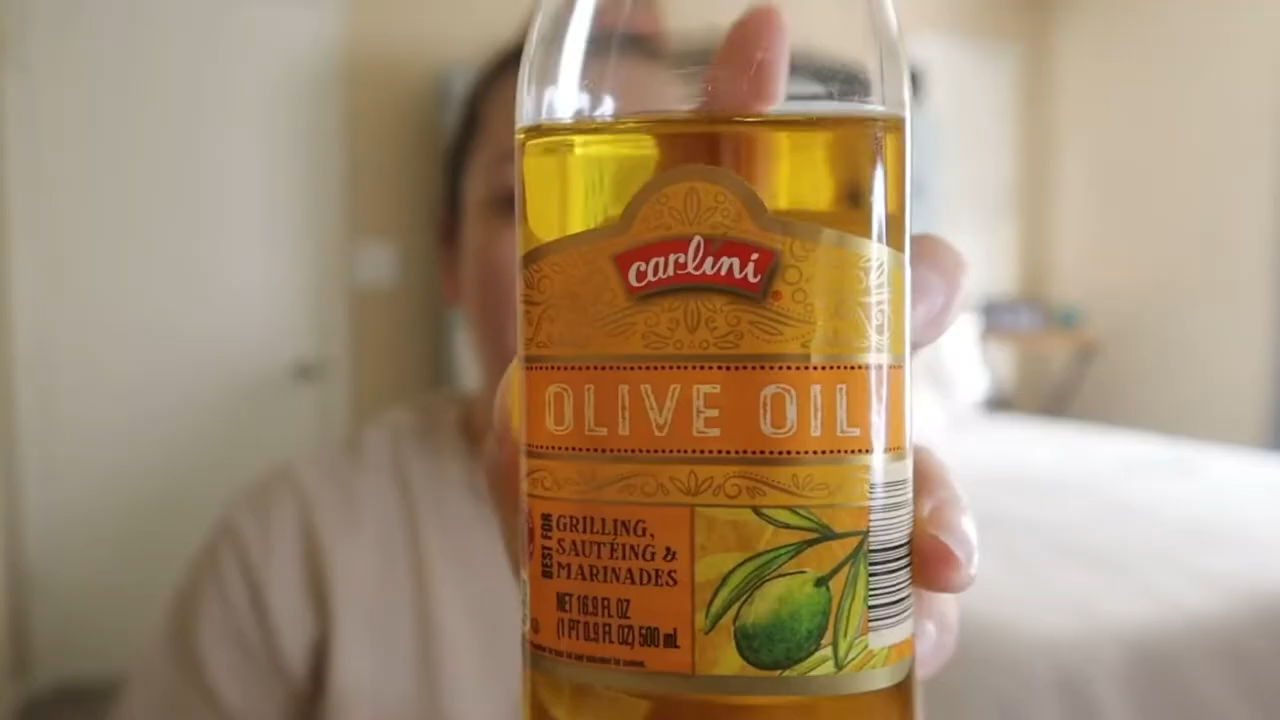 carlini
OLIVE OIL
BEST FOR
GRILLING,
SAUTÉING &
MARINADES
NET 16.9 FL OZ
(1 PT 0.9 FL OZ) 500 mL